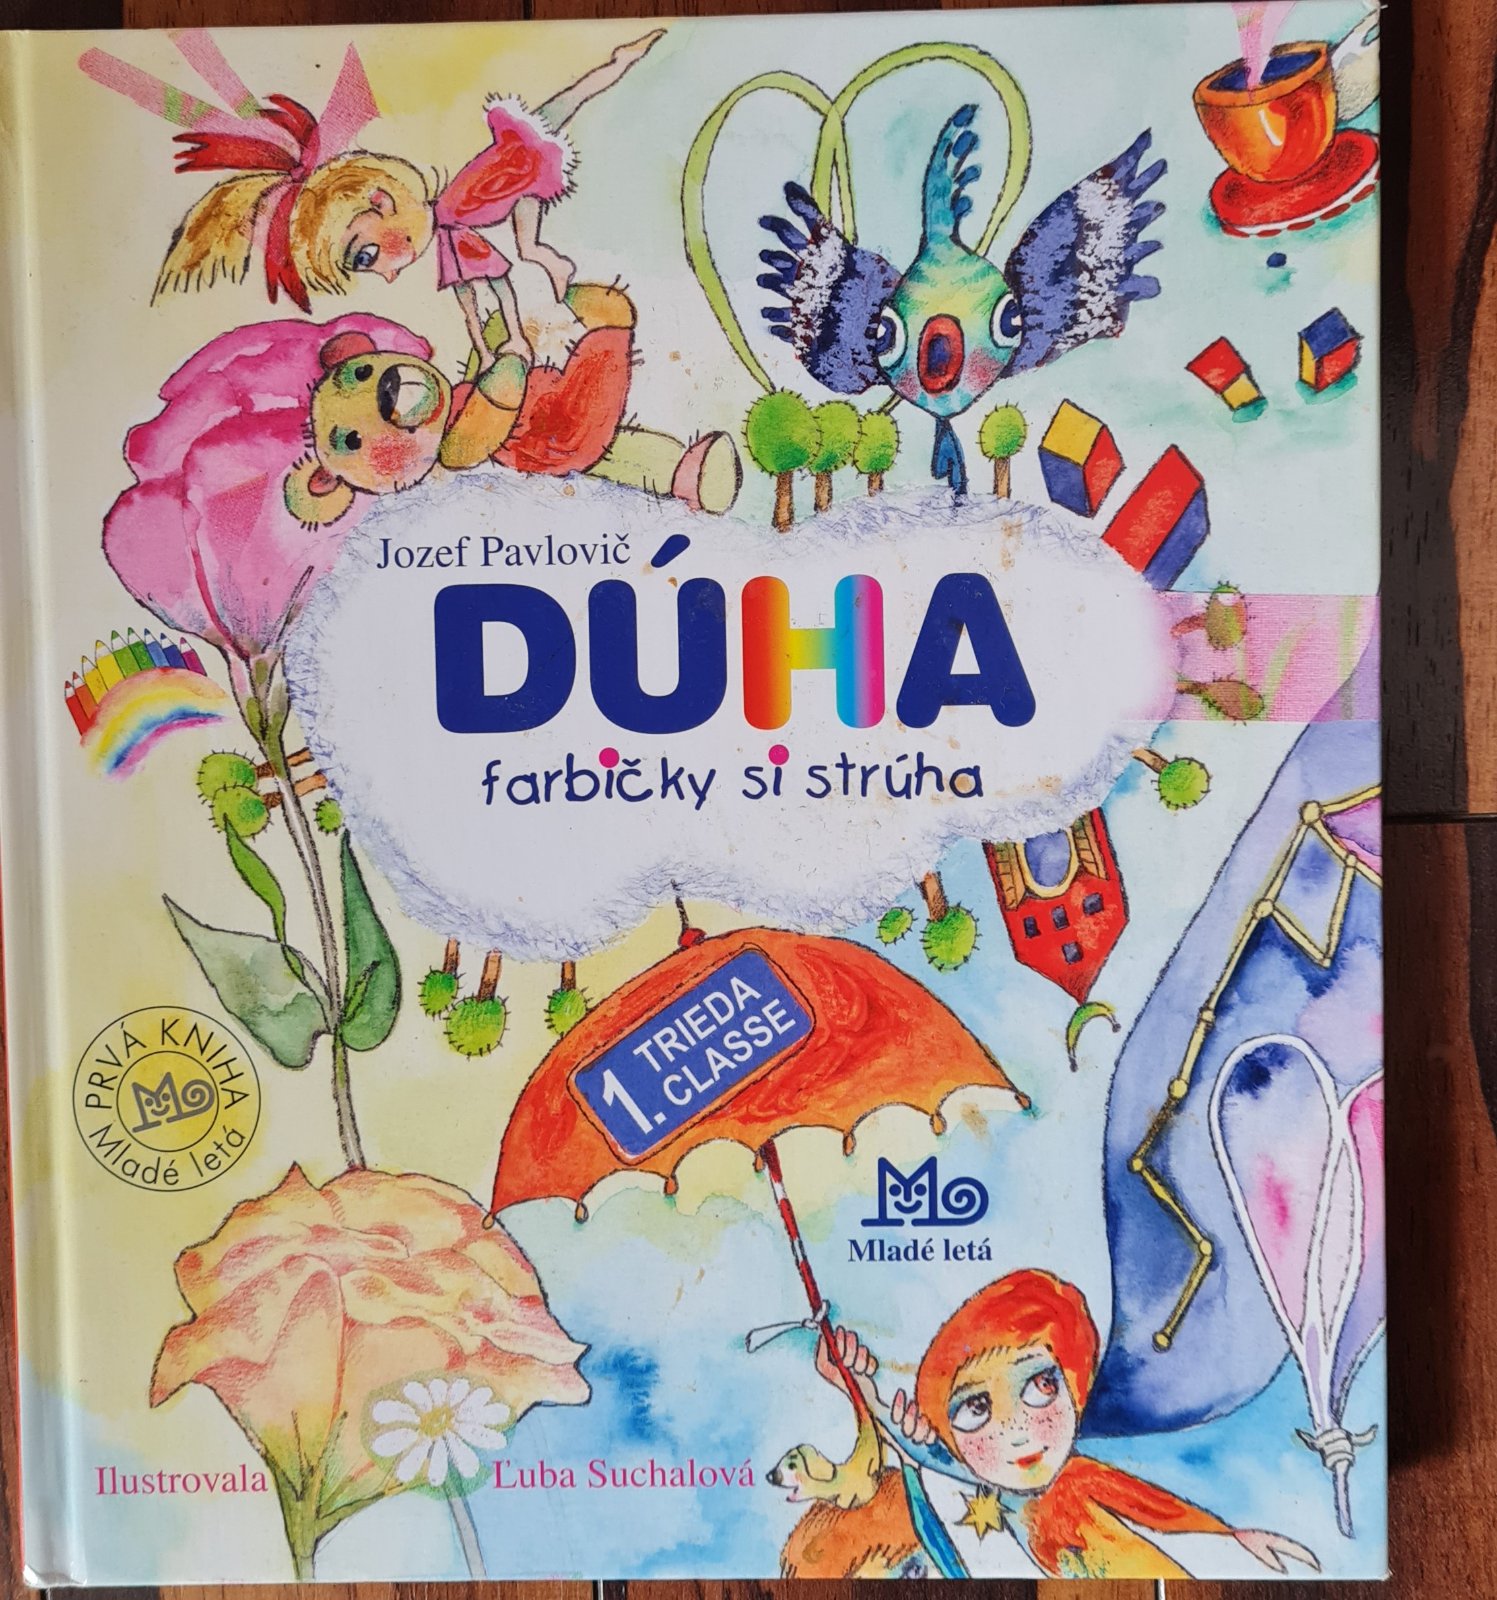 Jozef Pavlovič
DÚHA
farbičky si strúha
PRVÁ KNIHA
Mladé letá
1. TRIEDA
CLASSE
Mladé letá
Ilustrovala Ľuba Suchalová